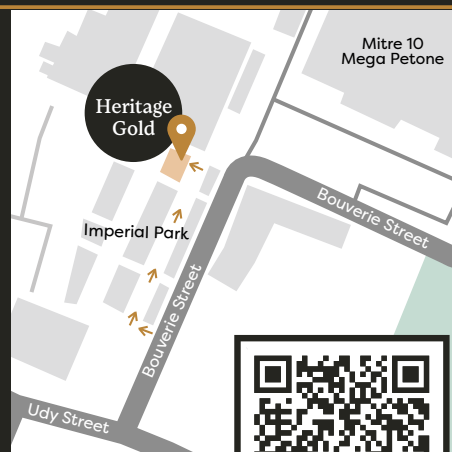 Mitre 10
Mega Petone
Heritage
Gold
Bouverie Street
Imperial Park
Bouverie Street
Udy Street